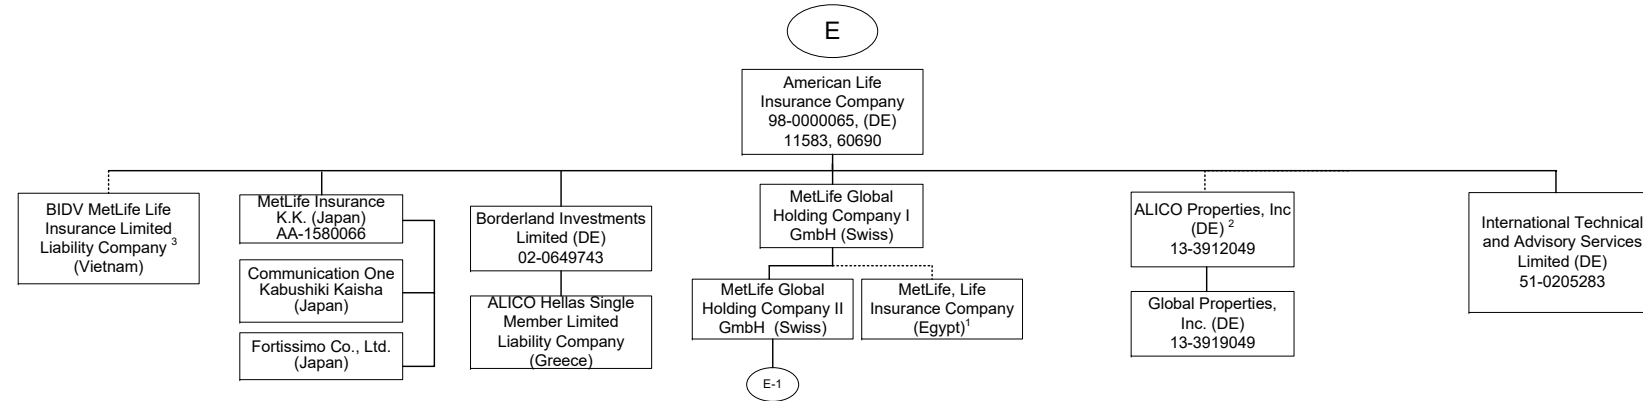 E
American Life
Insurance Company
98-0000065, (DE)
11583, 60690
BIDV MetLife Life
Insurance Limited
Liability Company 3
(Vietnam)
MetLife Insurance
K.K. (Japan)
AA-1580066
Communication One
Kabushiki Kaisha
(Japan)
Fortissimo Co., Ltd.
(Japan)
Borderland Investments
Limited (DE)
02-0649743
ALICO Hellas Single
Member Limited
Liability Company
(Greece)
MetLife Global
Holding Company I
GmbH (Swiss)
MetLife Global
Holding Company II
GmbH (Swiss)
E-1
MetLife, Life
Insurance Company
(Egypt)1
ALICO Properties, Inc
(DE) 2
13-3912049
Global Properties,
Inc. (DE)
13-3919049
International Technical
and Advisory Services
Limited (DE)
51-0205283